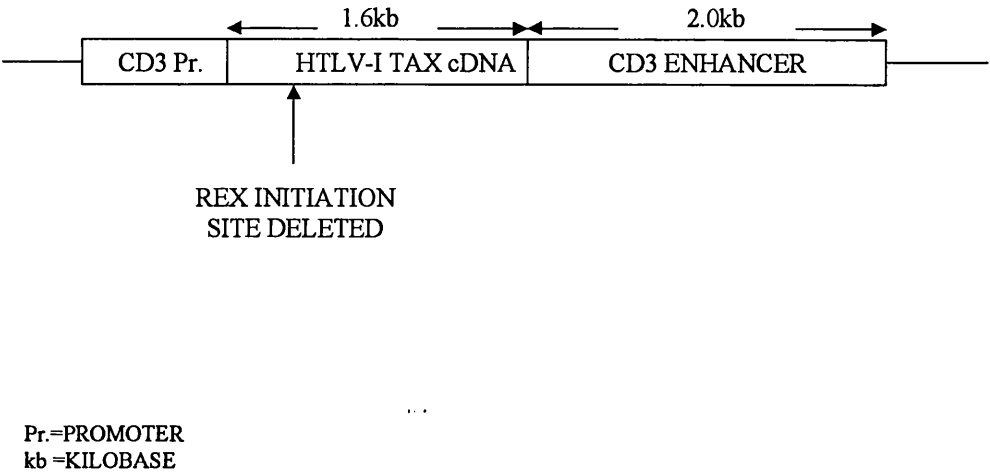 1.6kb 2.0kb
CD3 Pr. HTLV-I TAX cDNA CD3 ENHANCER
REX INITIATION
SITE DELETED
Pr.=PROMOTER
kb =KILOBASE